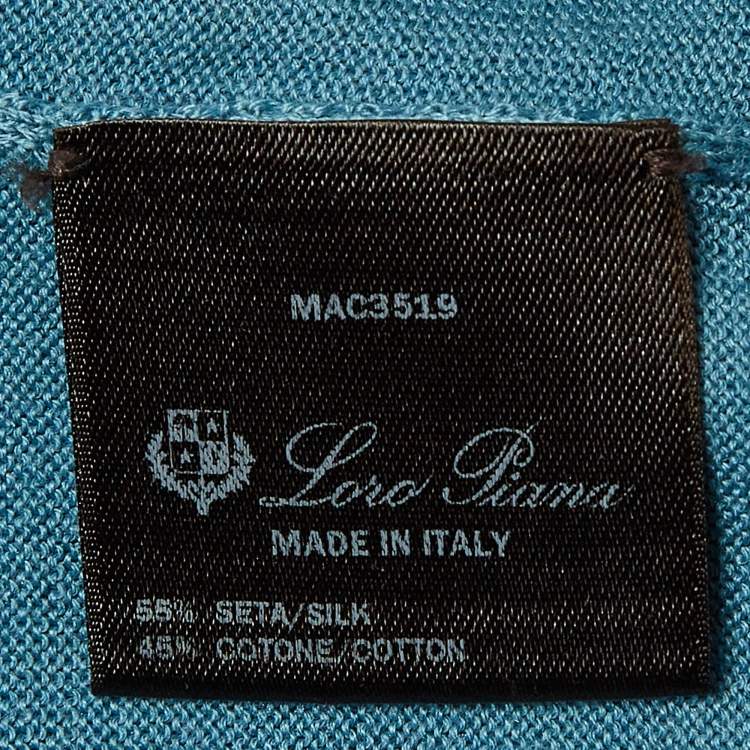 MAC3519
Loro Piana
MADE IN ITALY
55% SETA/SILK
45% COTONE/COTTON